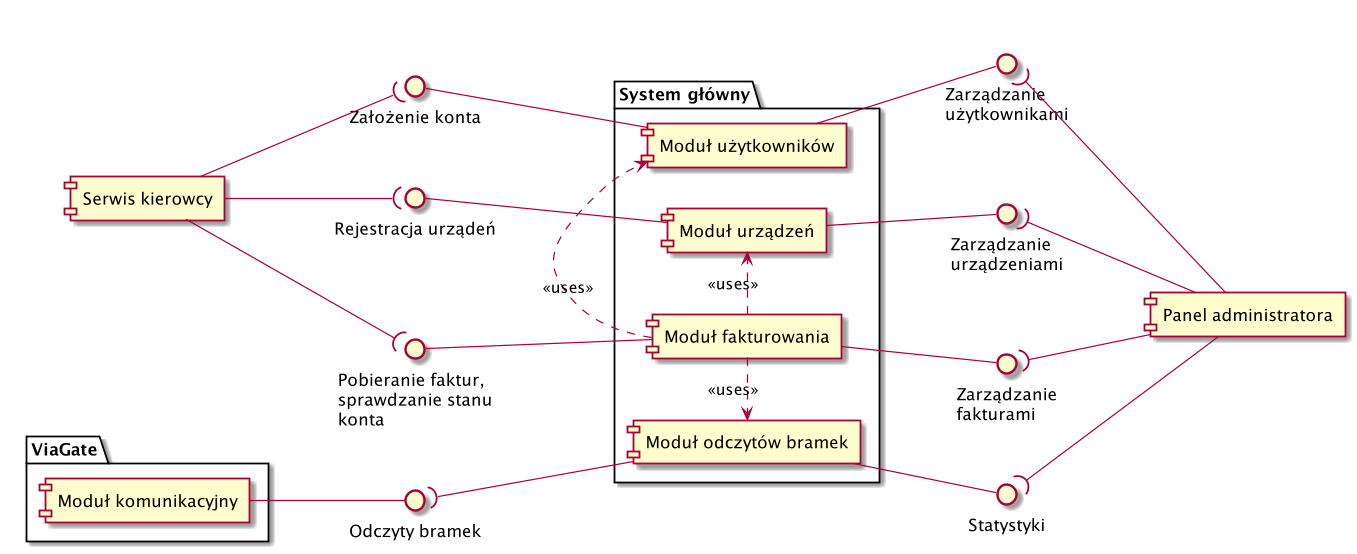 System główny
Zarządzanie
użytkownikami
Założenie konta
Moduł użytkowników
Serwis kierowcy
Rejestracja urządeń
Moduł urządzeń
Zarządzanie
urządzeniami
«uses»
«uses»
Moduł fakturowania
Panel administratora
Pobieranie faktur,
sprawdzanie stanu
konta
«uses»
Zarządzanie
fakturami
ViaGate
Moduł odczytów bramek
Moduł komunikacyjny
Odczyty bramek
Statystyki